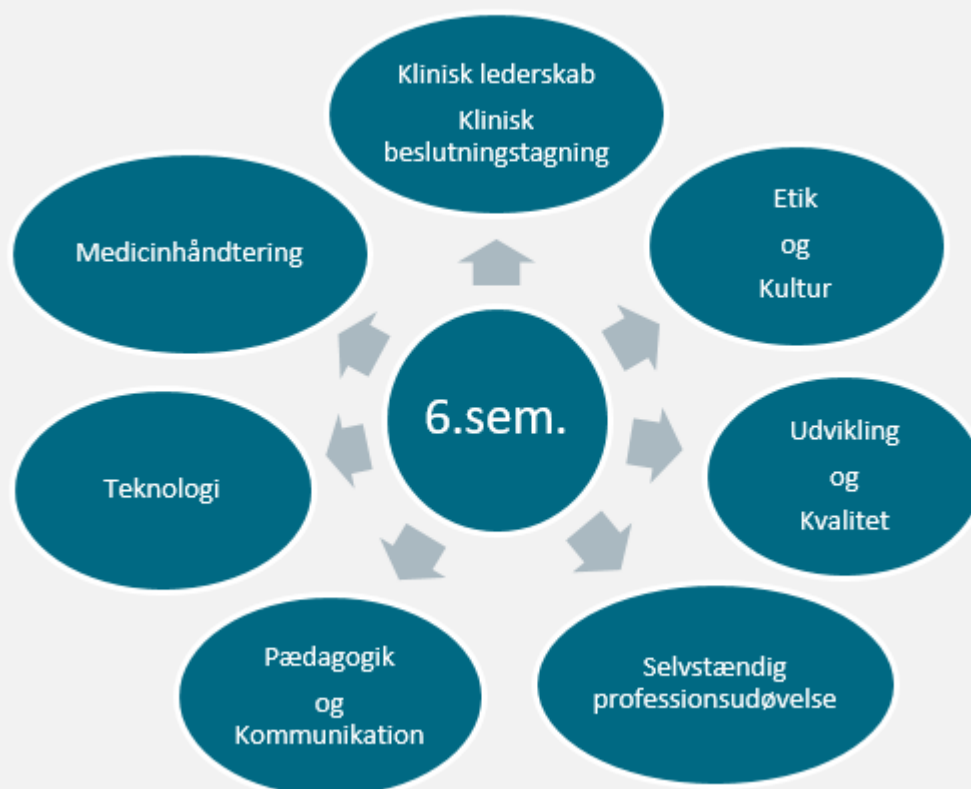 Klinisk lederskab
Klinisk
beslutningstagning
Etik
og
Kultur
Udvikling
og
Kvalitet
Selvstændig
professionsudøvelse
Pædagogik
og
Kommunikation
Teknologi
Medicinhåndtering
6.sem.